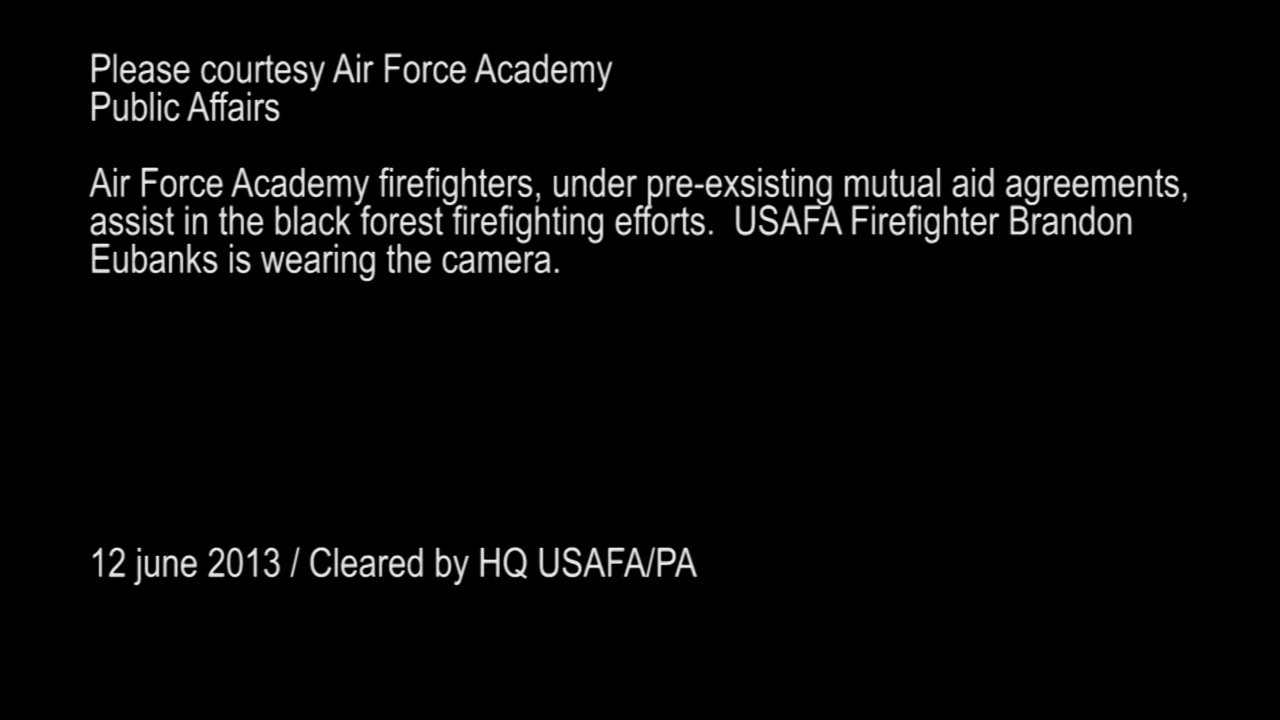 Please courtesy Air Force Academy
Public Affairs
Air Force Academy firefighters, under pre-exsisting mutual aid agreements,
assist in the black forest firefighting efforts.  USAFA Firefighter Brandon
Eubanks is wearing the camera.
12 june 2013 / Cleared by HQ USAFA/PA